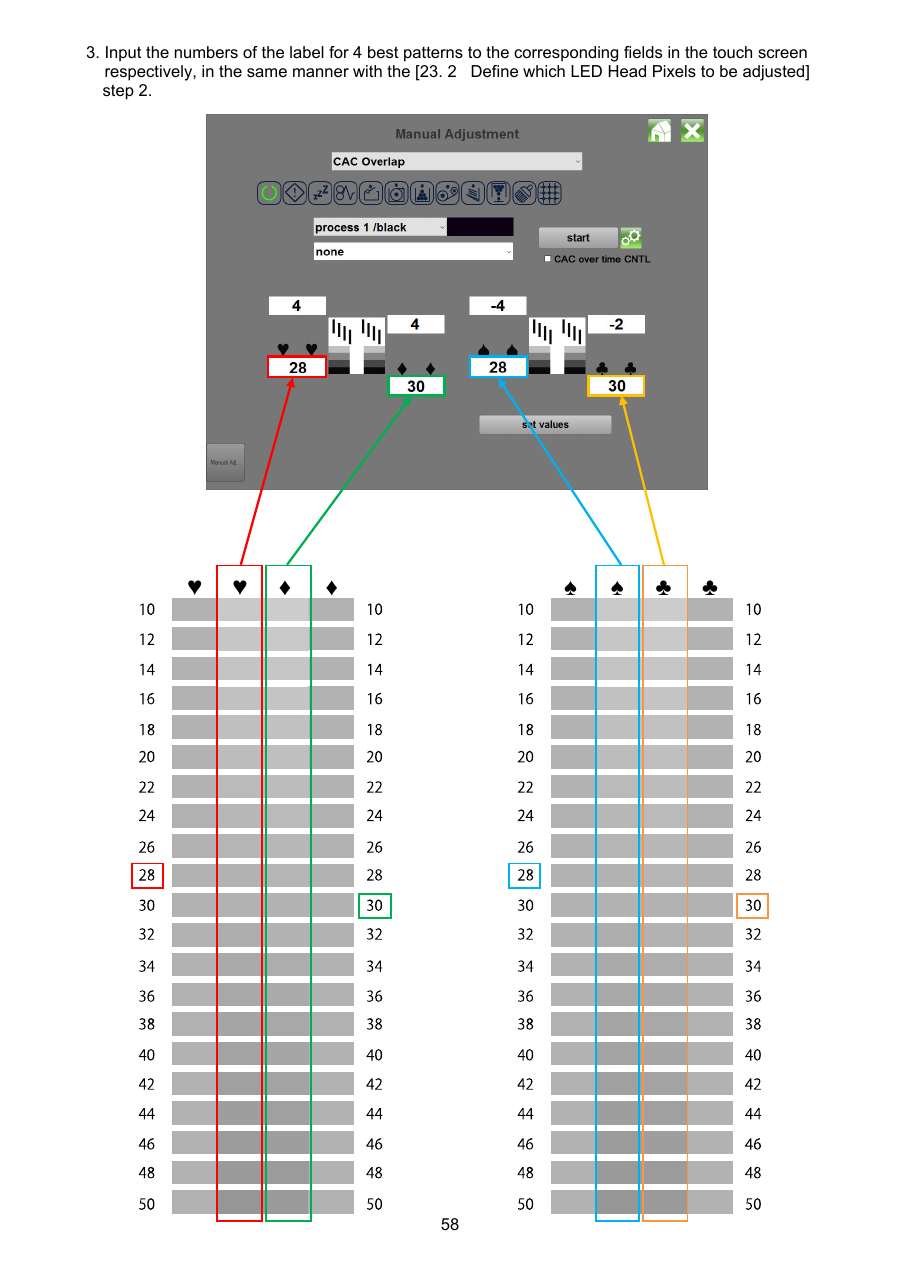 3. Input the numbers of the label for 4 best patterns to the corresponding fields in the touch screen
respectively, in the same manner with the [23. 2   Define which LED Head Pixels to be adjusted]
step 2.
Manual Adjustment
CAC Overlap
zzZ
process 1 /black
start
none
CAC over time CNTL
4 -4
4 -2
♥ ♥ ♠ ♠
28 ♦ ♦ 28 ♣ ♣
30 30
set values
Manual Adj.
♥ ♥ ♦ ♦ ♠ ♠ ♣ ♣
10 10 10 10
12 12 12 12
14 14 14 14
16 16 16 16
18 18 18 18
20 20 20 20
22 22 22 22
24 24 24 24
26 26 26 26
28 28 28 28
30 30 30 30
32 32 32 32
34 34 34 34
36 36 36 36
38 38 38 38
40 40 40 40
42 42 42 42
44 44 44 44
46 46 46 46
48 48 48 48
50 50 50 50
58